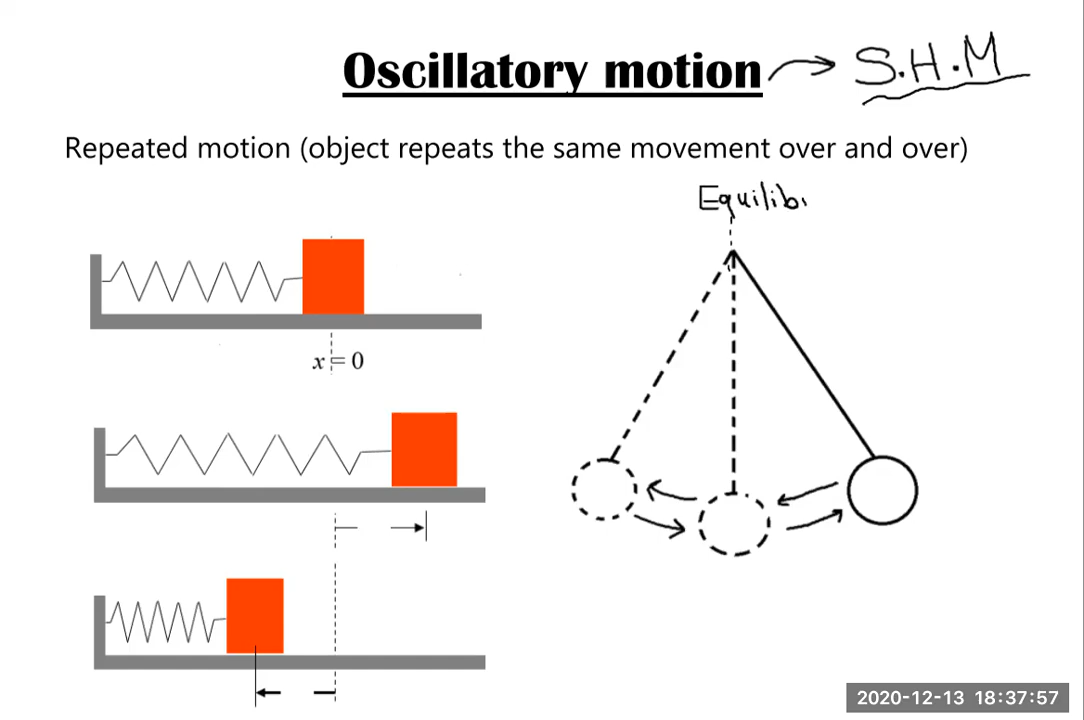 Oscillatory motion → S.H.M
Repeated motion (object repeats the same movement over and over)
Equilibi
x = 0
2020-12-13 18:37:57